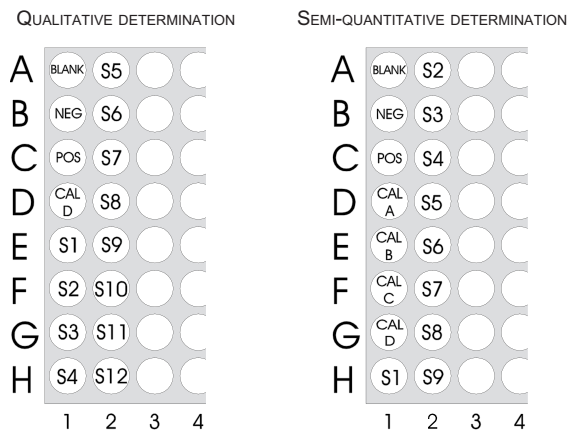 QUALITATIVE DETERMINATION
A BLANK S5
B NEG S6
C POS S7
D CAL D S8
E S1 S9
F S2 S10
G S3 S11
H S4 S12
1 2 3 4
SEMI-QUANTITATIVE DETERMINATION
A BLANK S2
B NEG S3
C POS S4
D CAL A S5
E CAL B S6
F CAL C S7
G CAL D S8
H S1 S9
1 2 3 4